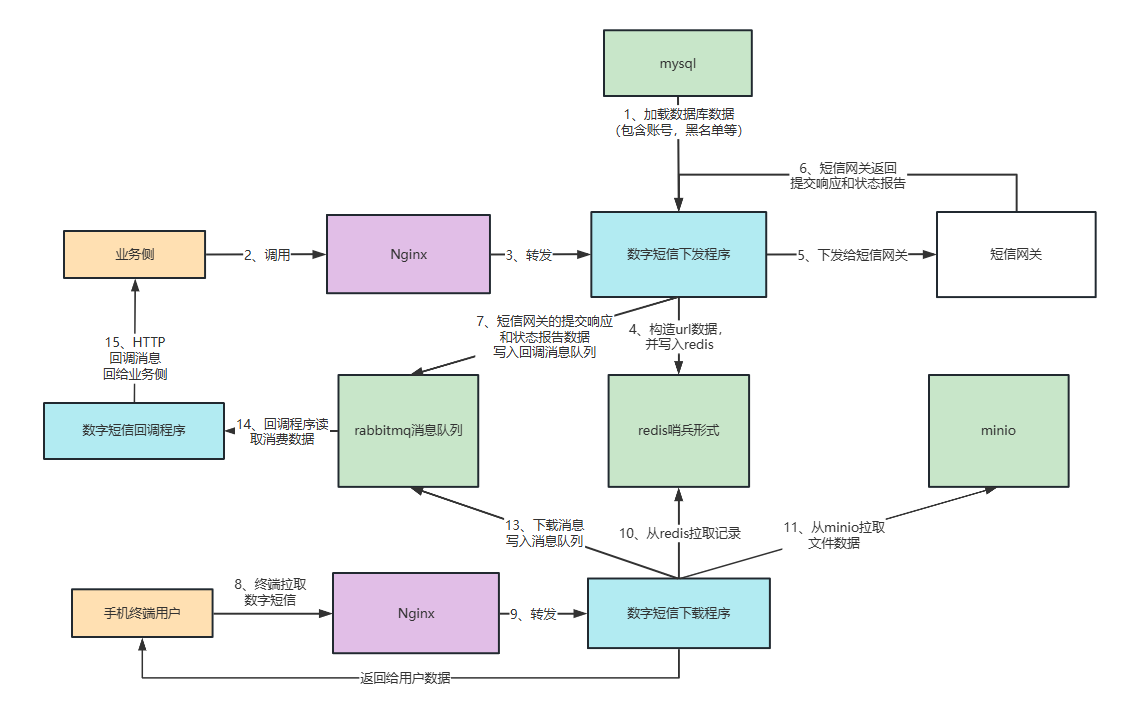 mysql
1、加载数据库数据
（包含账号，黑名单等）
6、短信网关返回
提交响应和状态报告
业务侧
2、调用
Nginx
3、转发
数字短信下发程序
5、下发给短信网关
短信网关
7、短信网关的提交响应
和状态报告数据
写入回调消息队列
4、构造url数据，
并写入redis
15、HTTP
回调消息
回给业务侧
数字短信回调程序
14、回调程序读
取消费数据
rabbitmq消息队列
redis哨兵形式
minio
13、下载消息
写入消息队列
10、从redis拉取记录
11、从minio拉取
文件数据
手机终端用户
8、终端拉取
数字短信
Nginx
9、转发
数字短信下载程序
返回给用户数据